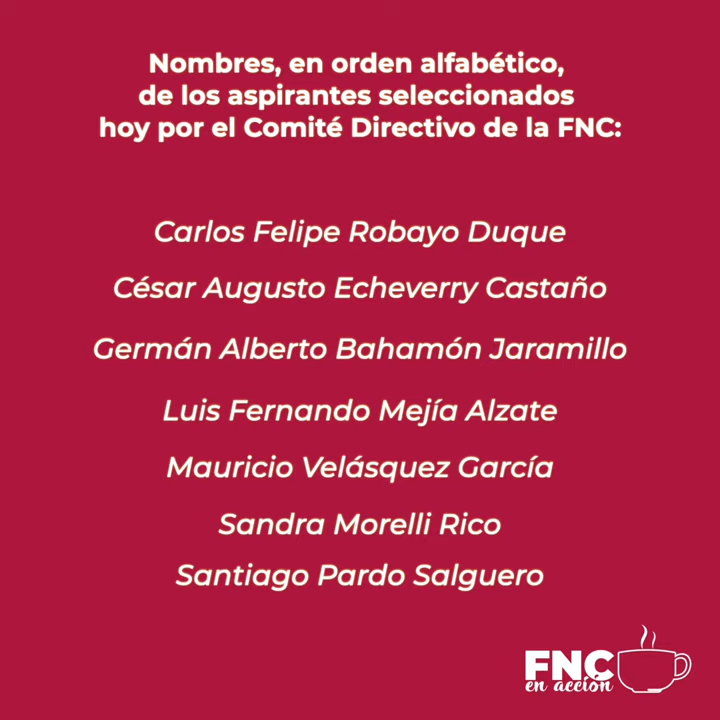 Nombres, en orden alfabético,
de los aspirantes seleccionados
hoy por el Comité Directivo de la FNC:
Carlos Felipe Robayo Duque
César Augusto Echeverry Castaño
Germán Alberto Bahamón Jaramillo
Luis Fernando Mejía Alzate
Mauricio Velásquez García
Sandra Morelli Rico
Santiago Pardo Salguero
FNC
en acción